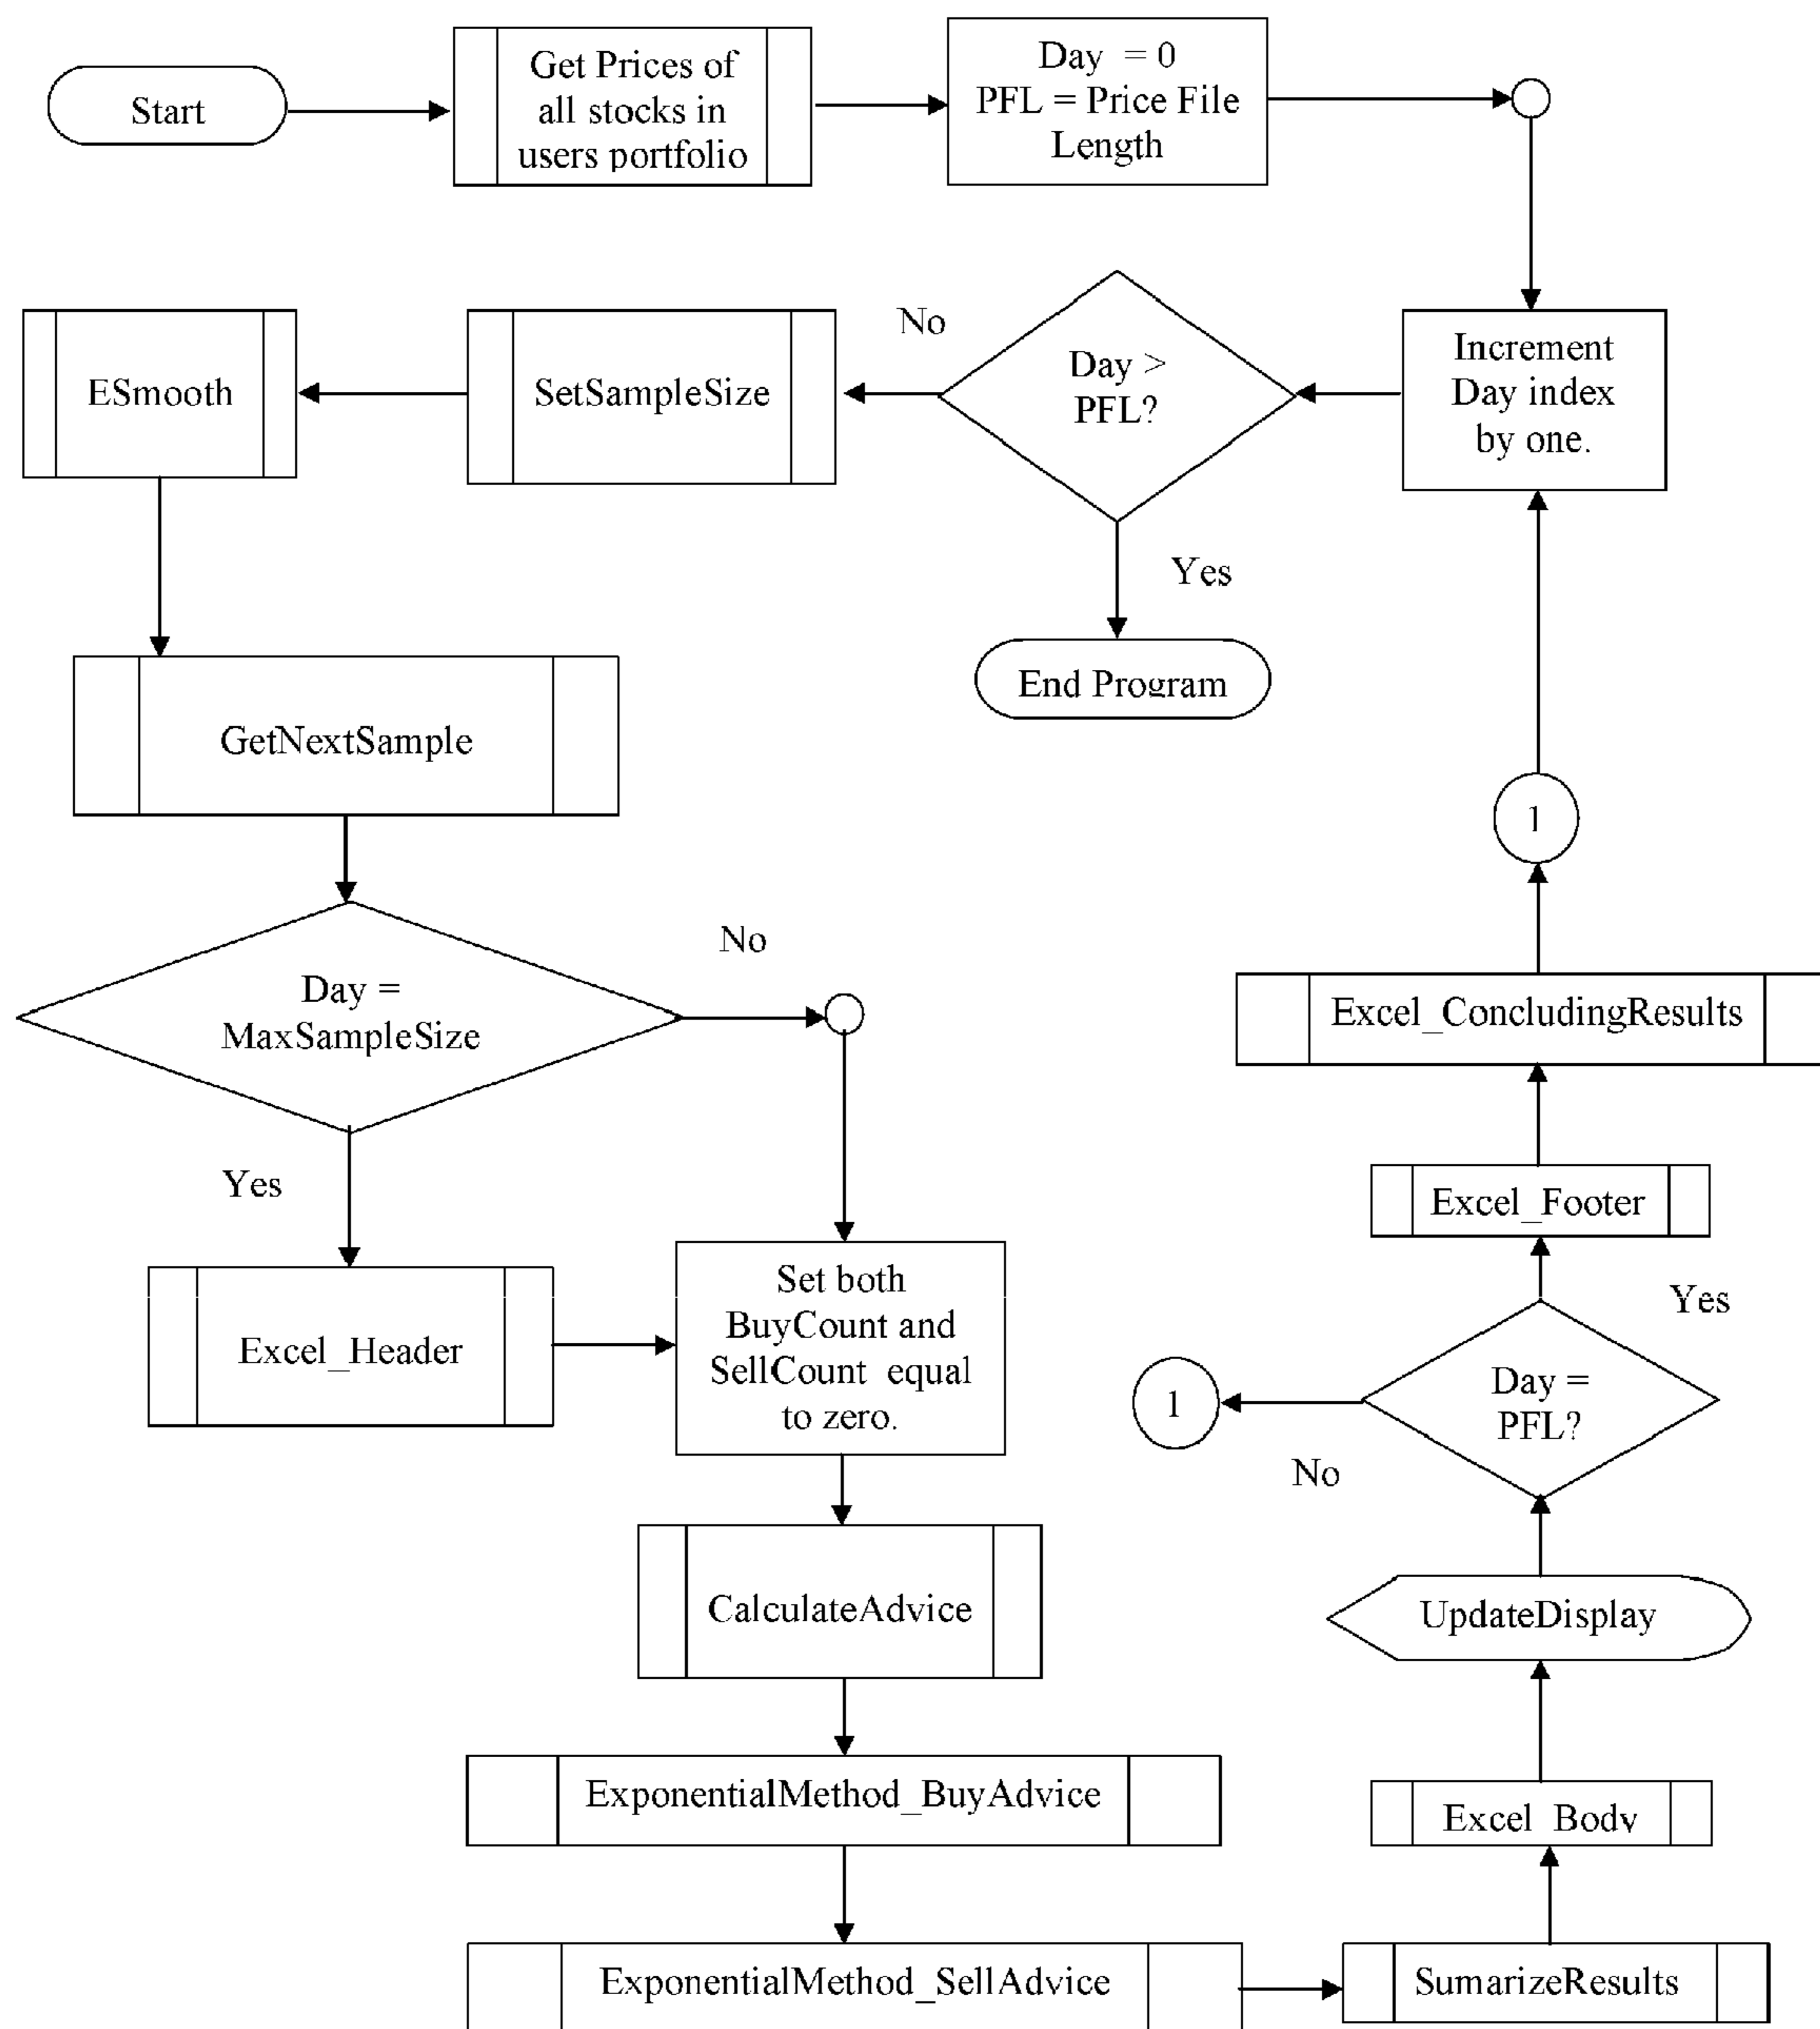 Start
Get Prices of
all stocks in
users portfolio
Day = 0
PFL = Price File
Length
Increment
Day index
by one.
Day >
PFL?
No
Yes
End Program
SetSampleSize
ESmooth
GetNextSample
Day =
MaxSampleSize
No
Yes
Excel_Header
Set both
BuyCount and
SellCount equal
to zero.
CalculateAdvice
ExponentialMethod_BuyAdvice
ExponentialMethod_SellAdvice
SumarizeResults
Excel_Body
UpdateDisplay
Day =
PFL?
No
1
Yes
Excel_Footer
Excel_ConcludingResults
1